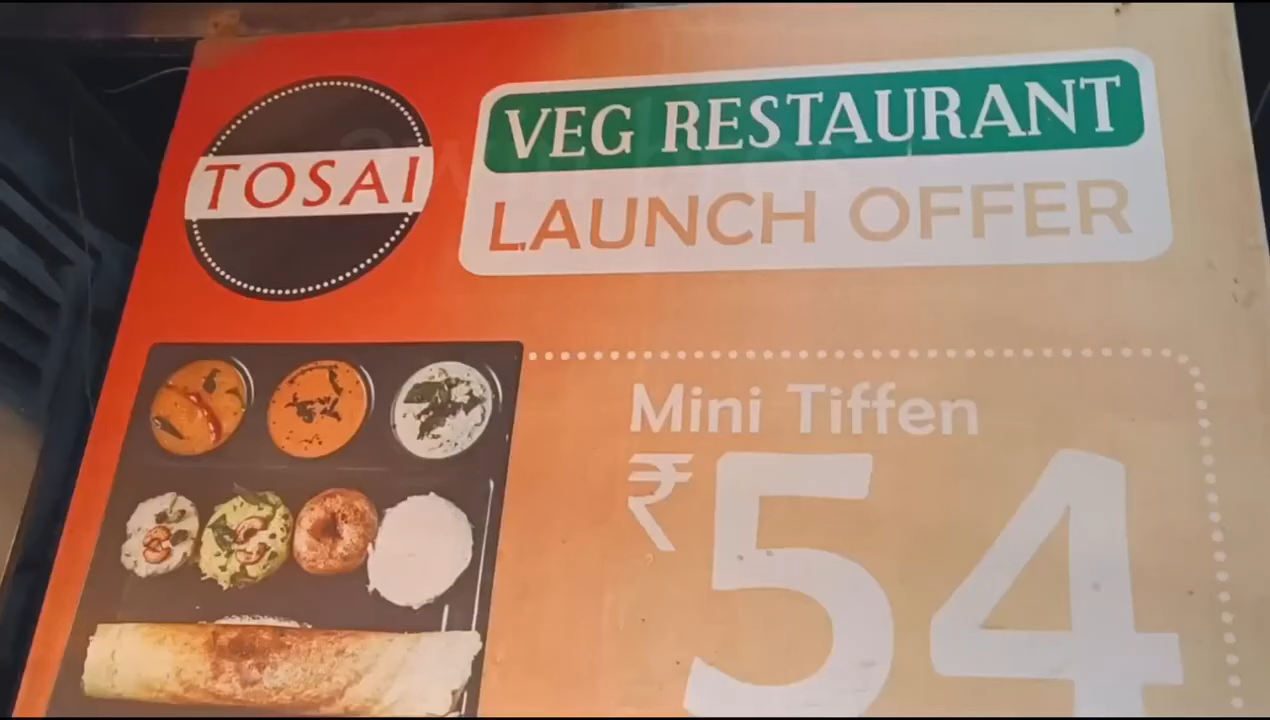 TOSAI
VEG RESTAURANT
LAUNCH OFFER
Mini Tiffen
₹54